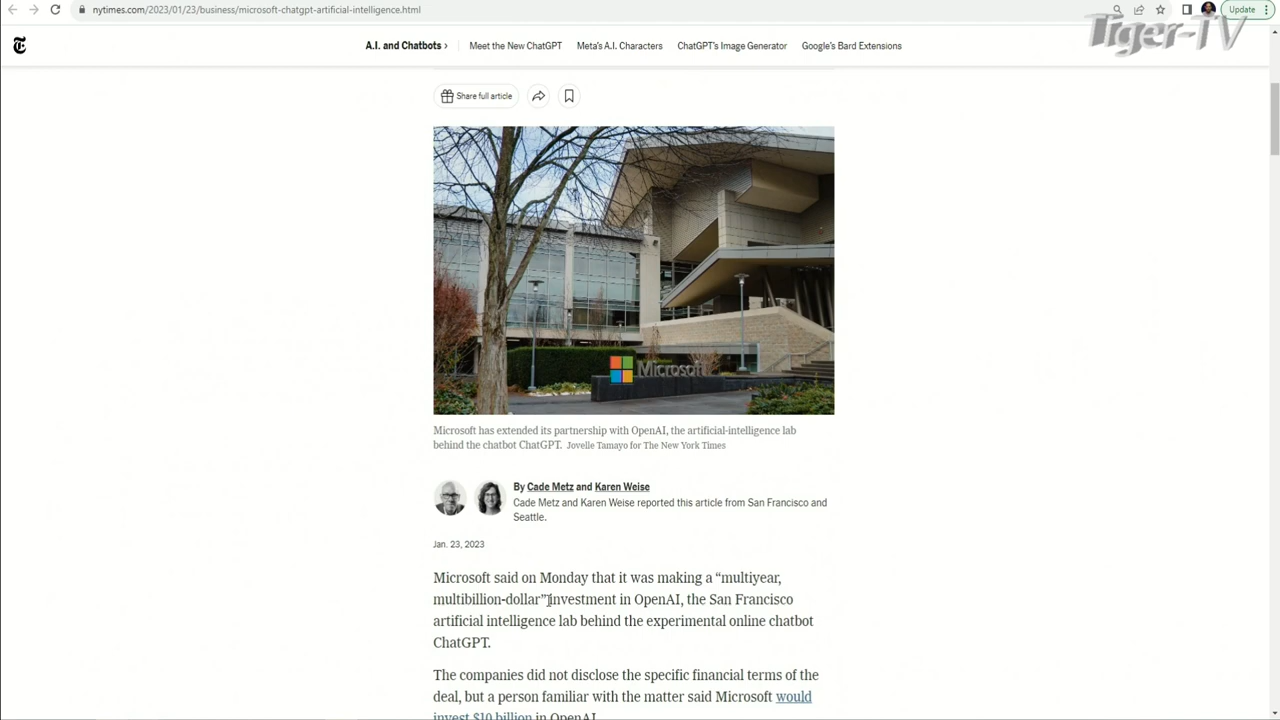 nytimes.com/2023/01/23/business/microsoft-chatgpt-artificial-intelligence.html
Update
Tiger-TV
A.I. and Chatbots › Meet the New ChatGPT Meta's A.I. Characters ChatGPT's Image Generator Google's Bard Extensions
Share full article
Microsoft
Microsoft has extended its partnership with OpenAI, the artificial-intelligence lab
behind the chatbot ChatGPT. Jovelle Tamayo for The New York Times
By Cade Metz and Karen Weise
Cade Metz and Karen Weise reported this article from San Francisco and
Seattle.
Jan. 23, 2023
Microsoft said on Monday that it was making a “multiyear,
multibillion-dollar” investment in OpenAI, the San Francisco
artificial intelligence lab behind the experimental online chatbot
ChatGPT.
The companies did not disclose the specific financial terms of the
deal, but a person familiar with the matter said Microsoft would
invest $10 billion in OpenAI.